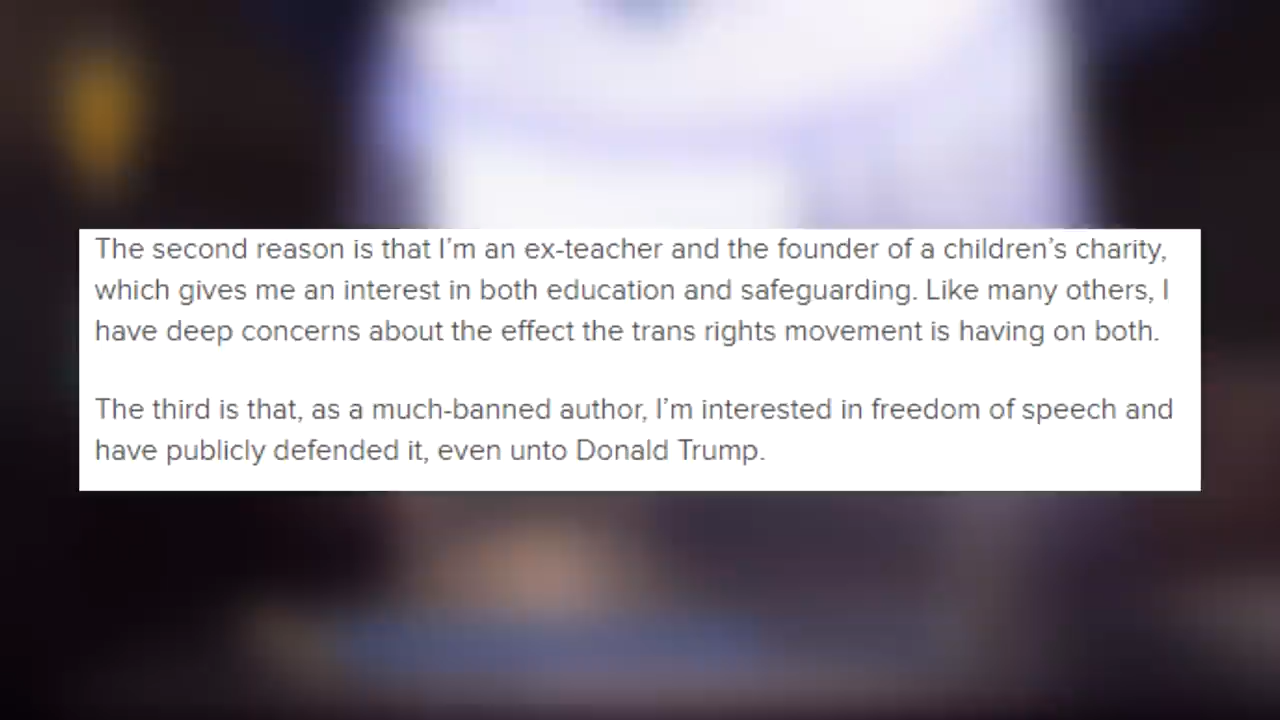 The second reason is that I’m an ex-teacher and the founder of a children’s charity,
which gives me an interest in both education and safeguarding. Like many others, I
have deep concerns about the effect the trans rights movement is having on both.
The third is that, as a much-banned author, I’m interested in freedom of speech and
have publicly defended it, even unto Donald Trump.